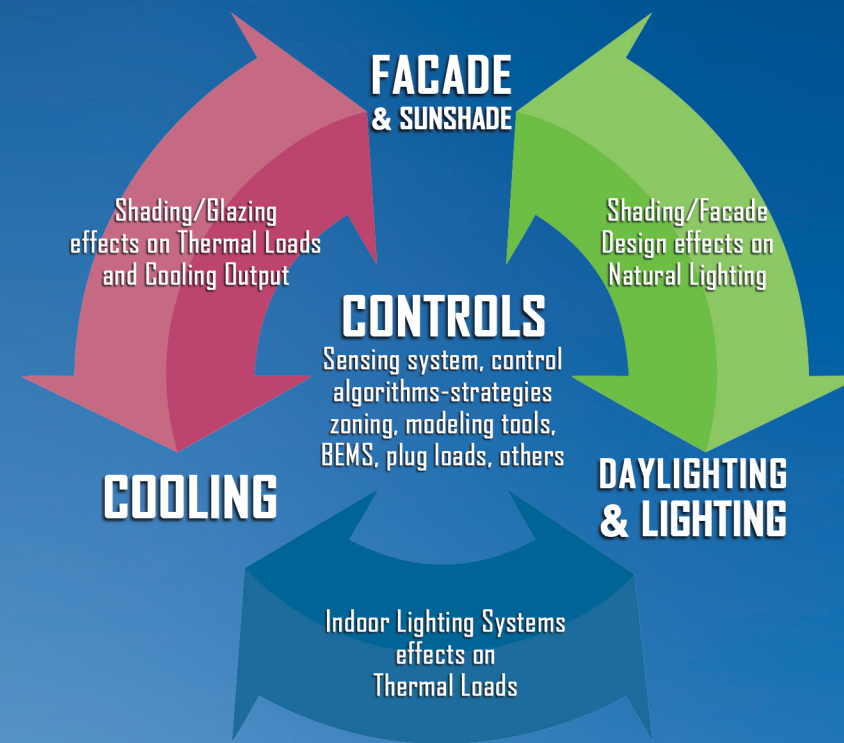 FACADE
& SUNSHADE
Shading/Glazing
effects on Thermal Loads
and Cooling Output
Shading/Facade
Design effects on
Natural Lighting
CONTROLS
Sensing system, control
algorithms-strategies
zoning, modeling tools,
BEMS, plug loads, others
COOLING
DAYLIGHTING
& LIGHTING
Indoor Lighting Systems
effects on
Thermal Loads